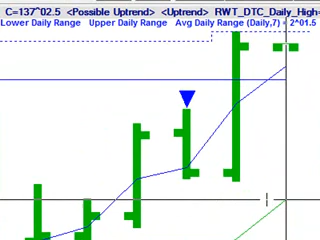 C=137^02.5 <Possible Uptrend> <Uptrend> RWT_DTC_Daily_High=
Lower Daily Range Upper Daily Range Avg Daily Range (Daily,7) = 2^01.5